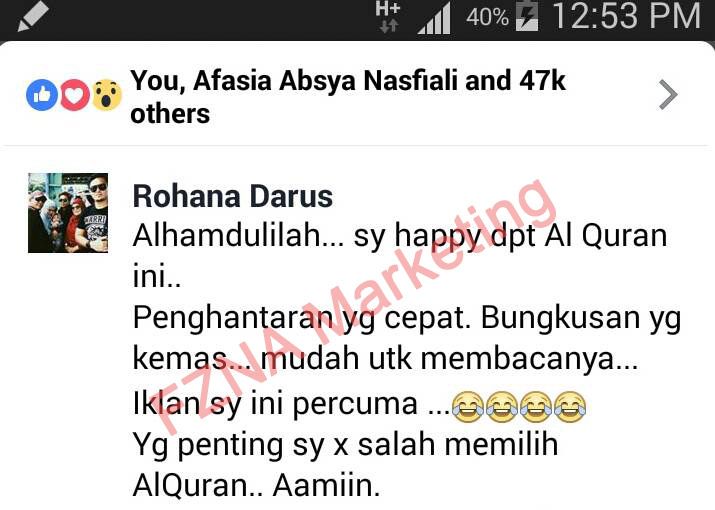 H+ 40% 12:53 PM
You, Afasia Absya Nasfiali and 47k
others
Rohana Darus
Alhamdulilah... sy happy dpt Al Quran
ini..
Penghantaran yg cepat. Bungkusan yg
kemas... mudah utk membacanya...
Iklan sy ini percuma ...😂😂😂😂
Yg penting sy x salah memilih
AlQuran.. Aamiin.
FZNA Marketing